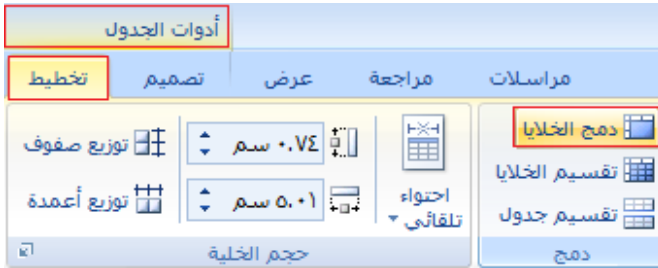 أدوات الجدول
مراسلات
مراجعة
عرض
تصميم
تخطيط
دمج الخلايا
تقسيم الخلايا
تقسيم جدول
دمج
احتواء
تلقائي
٠.٧٤ سم
توزيع صفوف
٥.٠١ سم
توزيع أعمدة
حجم الخلية